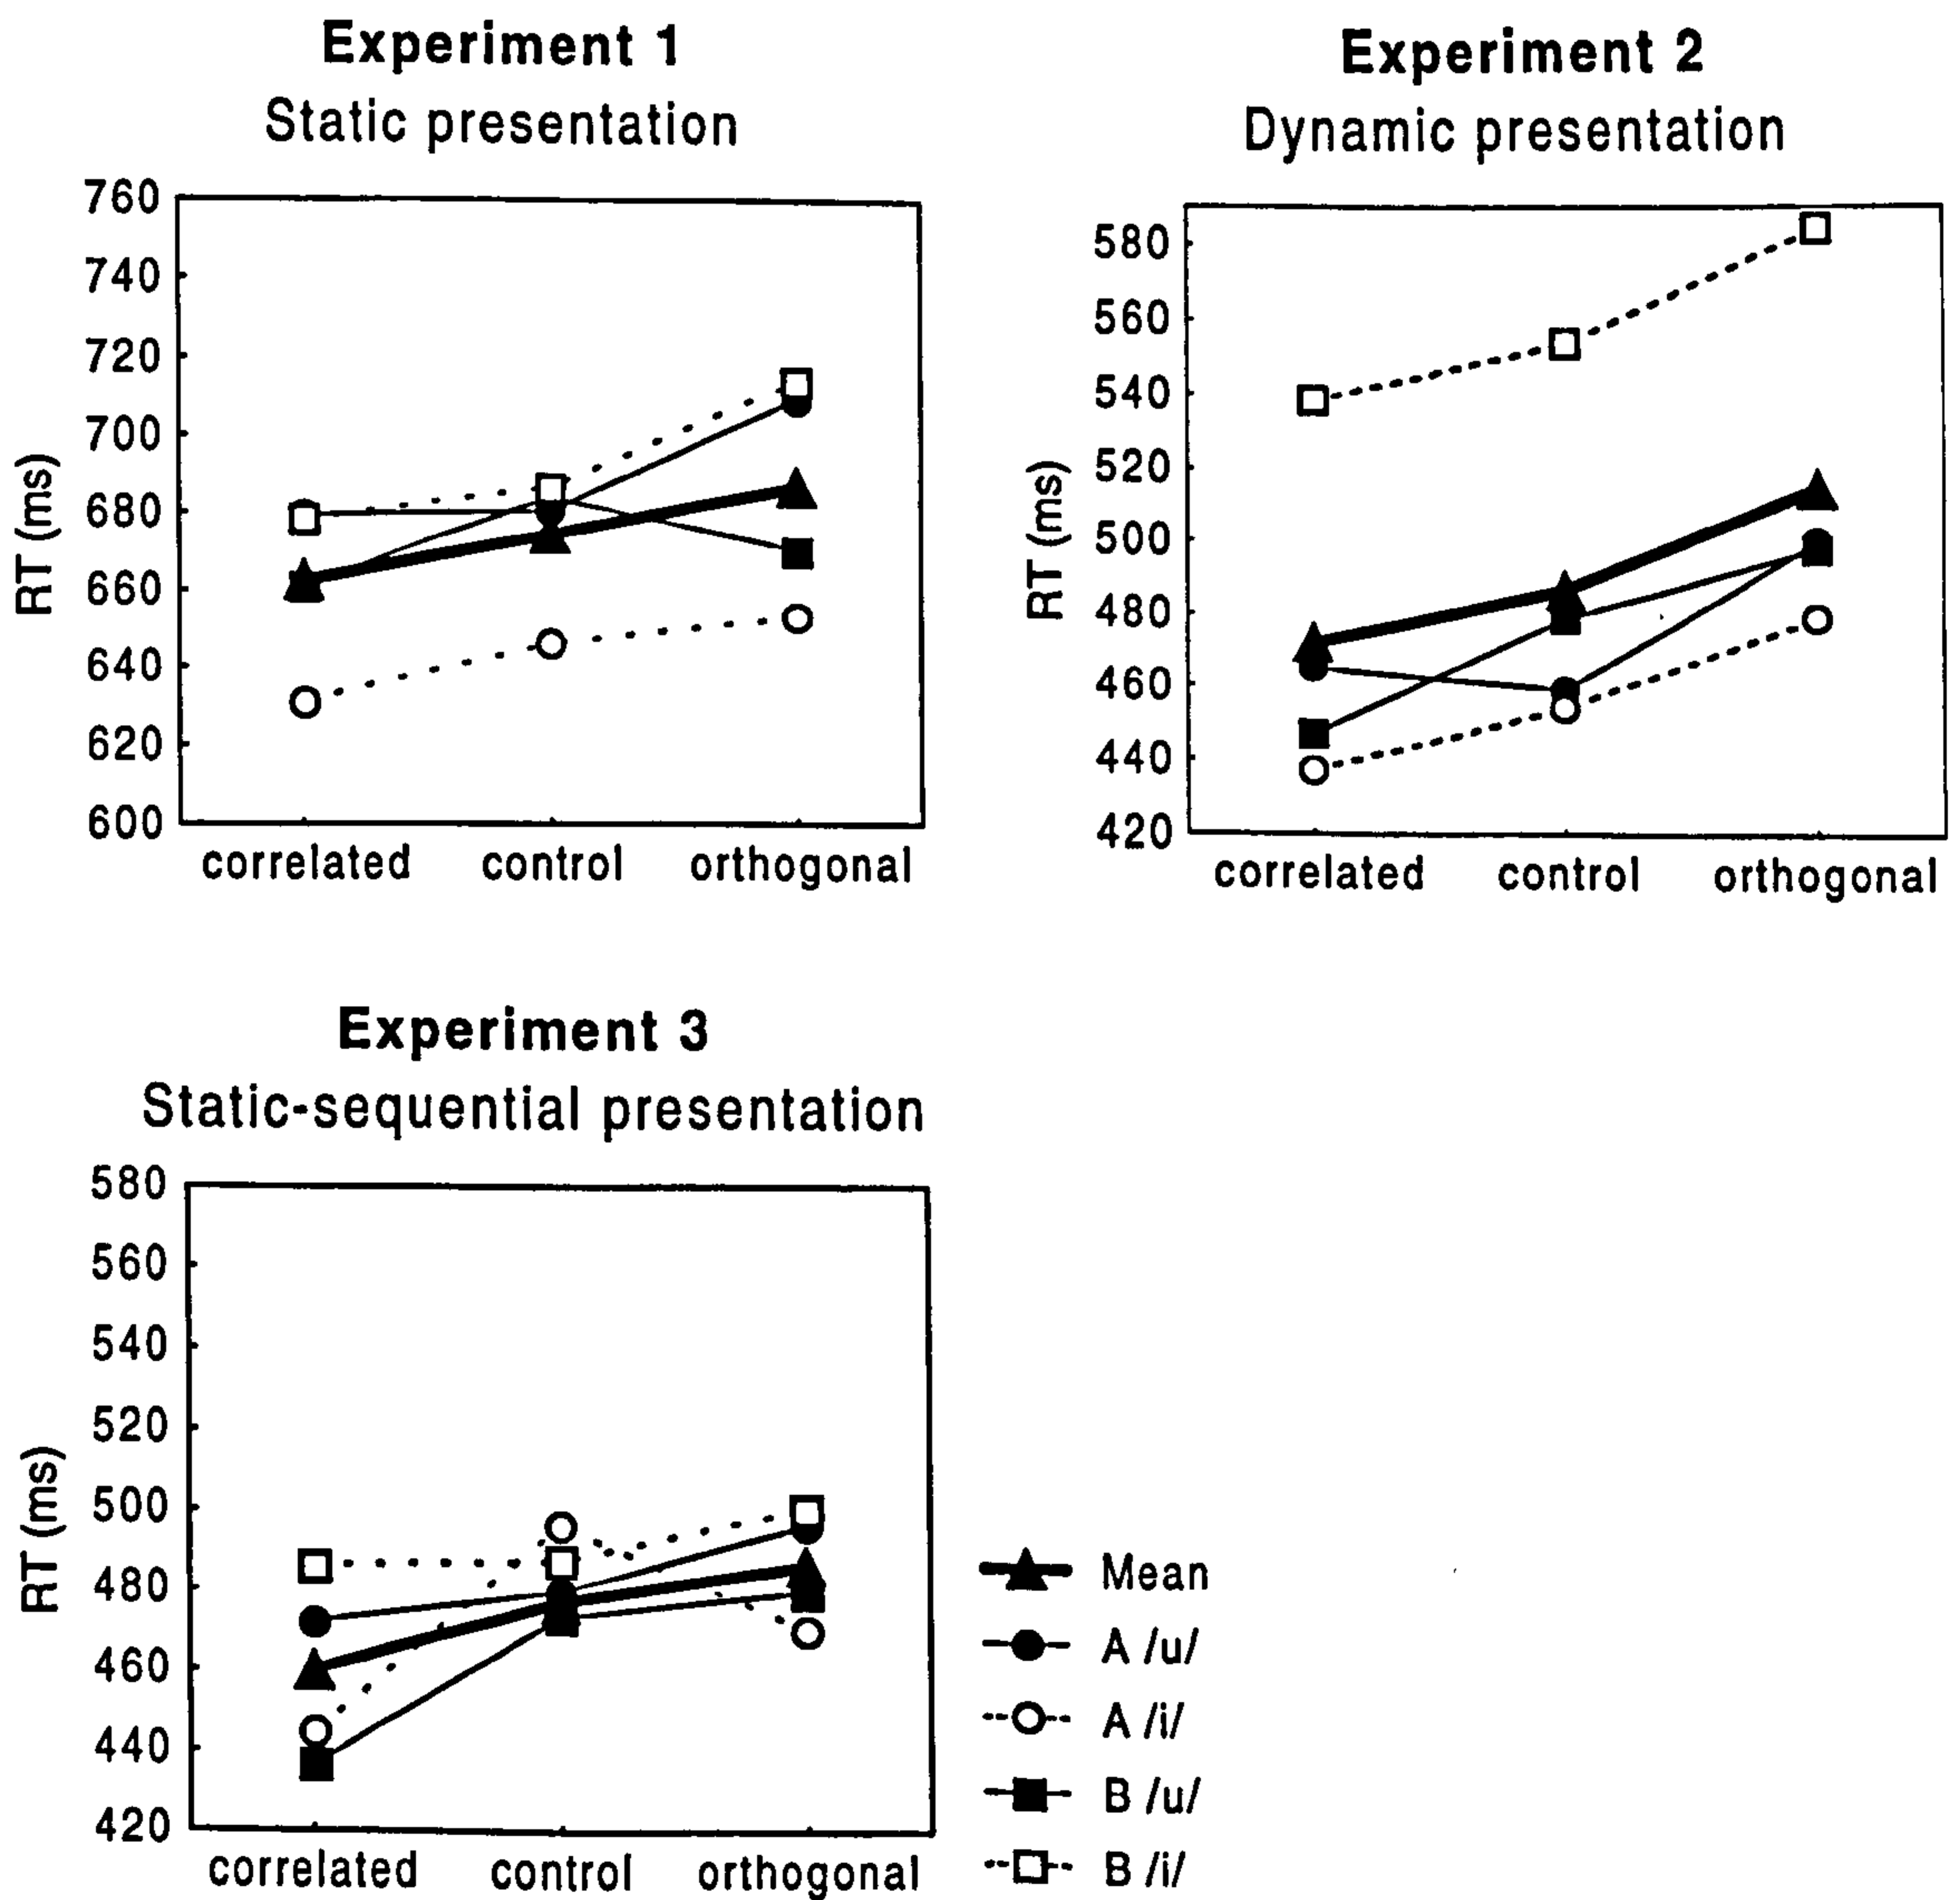 Experiment 1
Static presentation
760
740
720
700
680
660
640
620
600
RT (ms)
correlated control orthogonal
Experiment 2
Dynamic presentation
580
560
540
520
500
480
460
440
420
RT (ms)
correlated control orthogonal
Experiment 3
Static-sequential presentation
580
560
540
520
500
480
460
440
420
RT (ms)
correlated control orthogonal
Mean
A /u/
A /i/
B /u/
B /i/